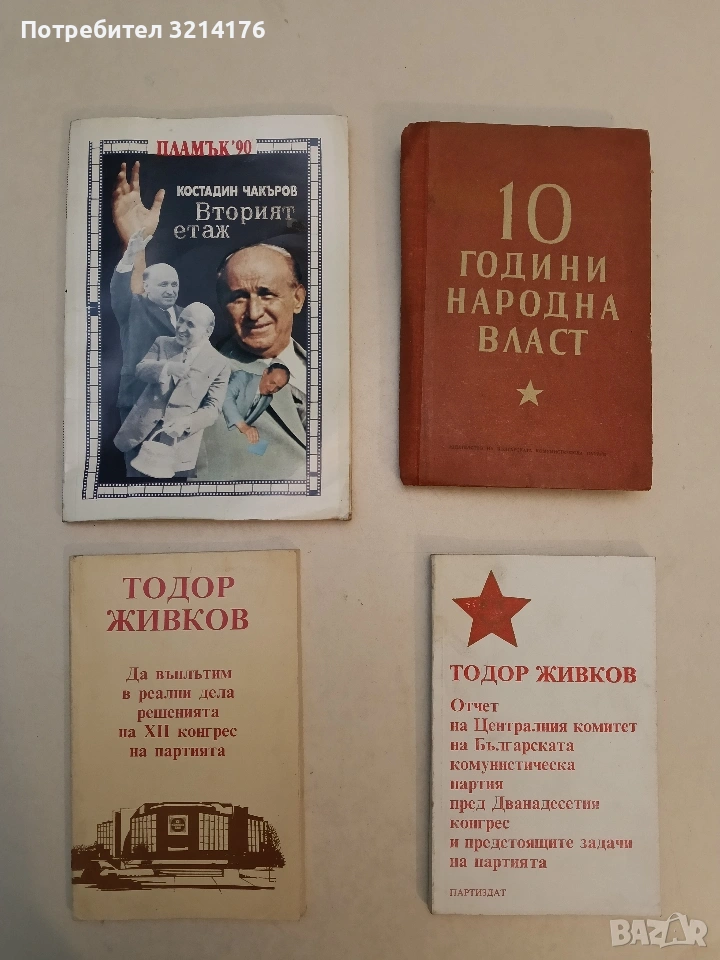 Потребител 3214176
ПЛАМЪК'90
КОСТАДИН ЧАКЪРОВ
Вторият
етаж
10
ГОДИНИ
НАРОДНА
ВЛАСТ
ТОДОР
ЖИВКОВ
Да въплътим
в реални дела
решенията
на XII конгрес
на партията
ТОДОР ЖИВКОВ
Отчет
на Централния комитет
на Българската
комунистическа
партия
пред Дванадесетия
конгрес
и предстоящите задачи
на партията
ПАРТИЗДАТ
BAZAR